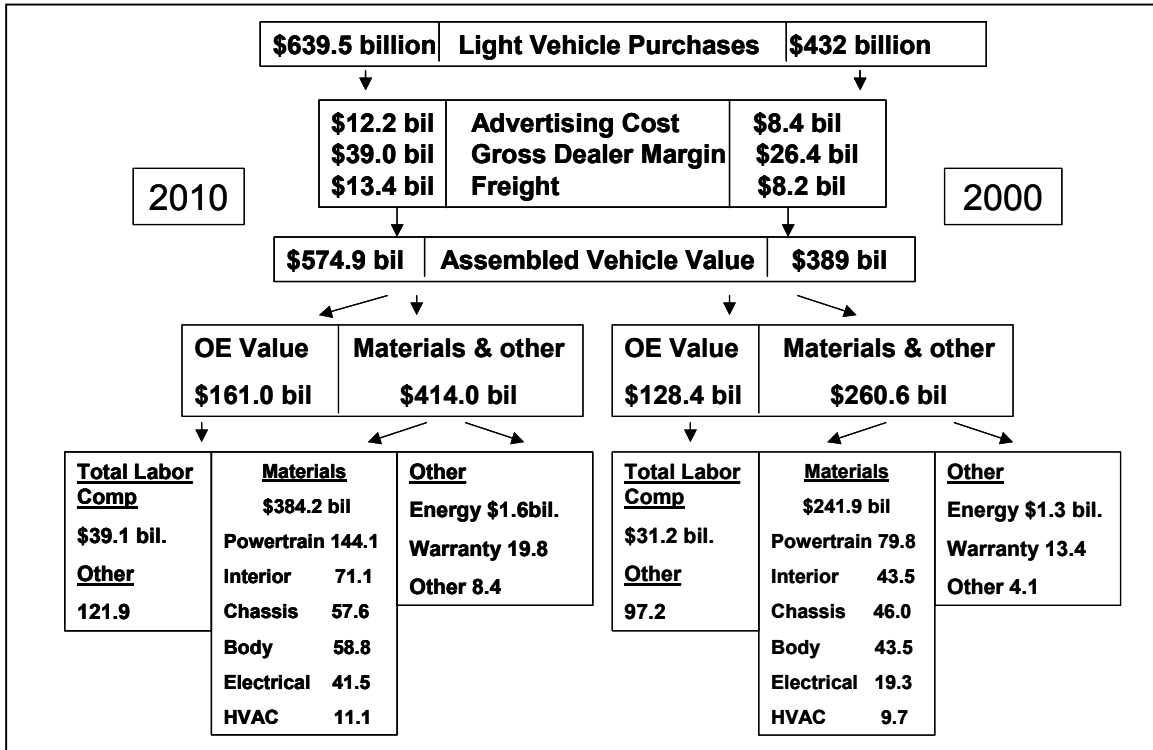 $639.5 billion Light Vehicle Purchases $432 billion
$12.2 bil Advertising Cost $8.4 bil
$39.0 bil Gross Dealer Margin $26.4 bil
$13.4 bil Freight $8.2 bil
2010
2000
$574.9 bil Assembled Vehicle Value $389 bil
OE Value Materials & other
$161.0 bil $414.0 bil
OE Value Materials & other
$128.4 bil $260.6 bil
Total Labor
Comp
$39.1 bil.
Other
121.9
Materials
$384.2 bil
Powertrain 144.1
Interior 71.1
Chassis 57.6
Body 58.8
Electrical 41.5
HVAC 11.1
Other
Energy $1.6bil.
Warranty 19.8
Other 8.4
Total Labor
Comp
$31.2 bil.
Other
97.2
Materials
$241.9 bil
Powertrain 79.8
Interior 43.5
Chassis 46.0
Body 43.5
Electrical 19.3
HVAC 9.7
Other
Energy $1.3 bil.
Warranty 13.4
Other 4.1